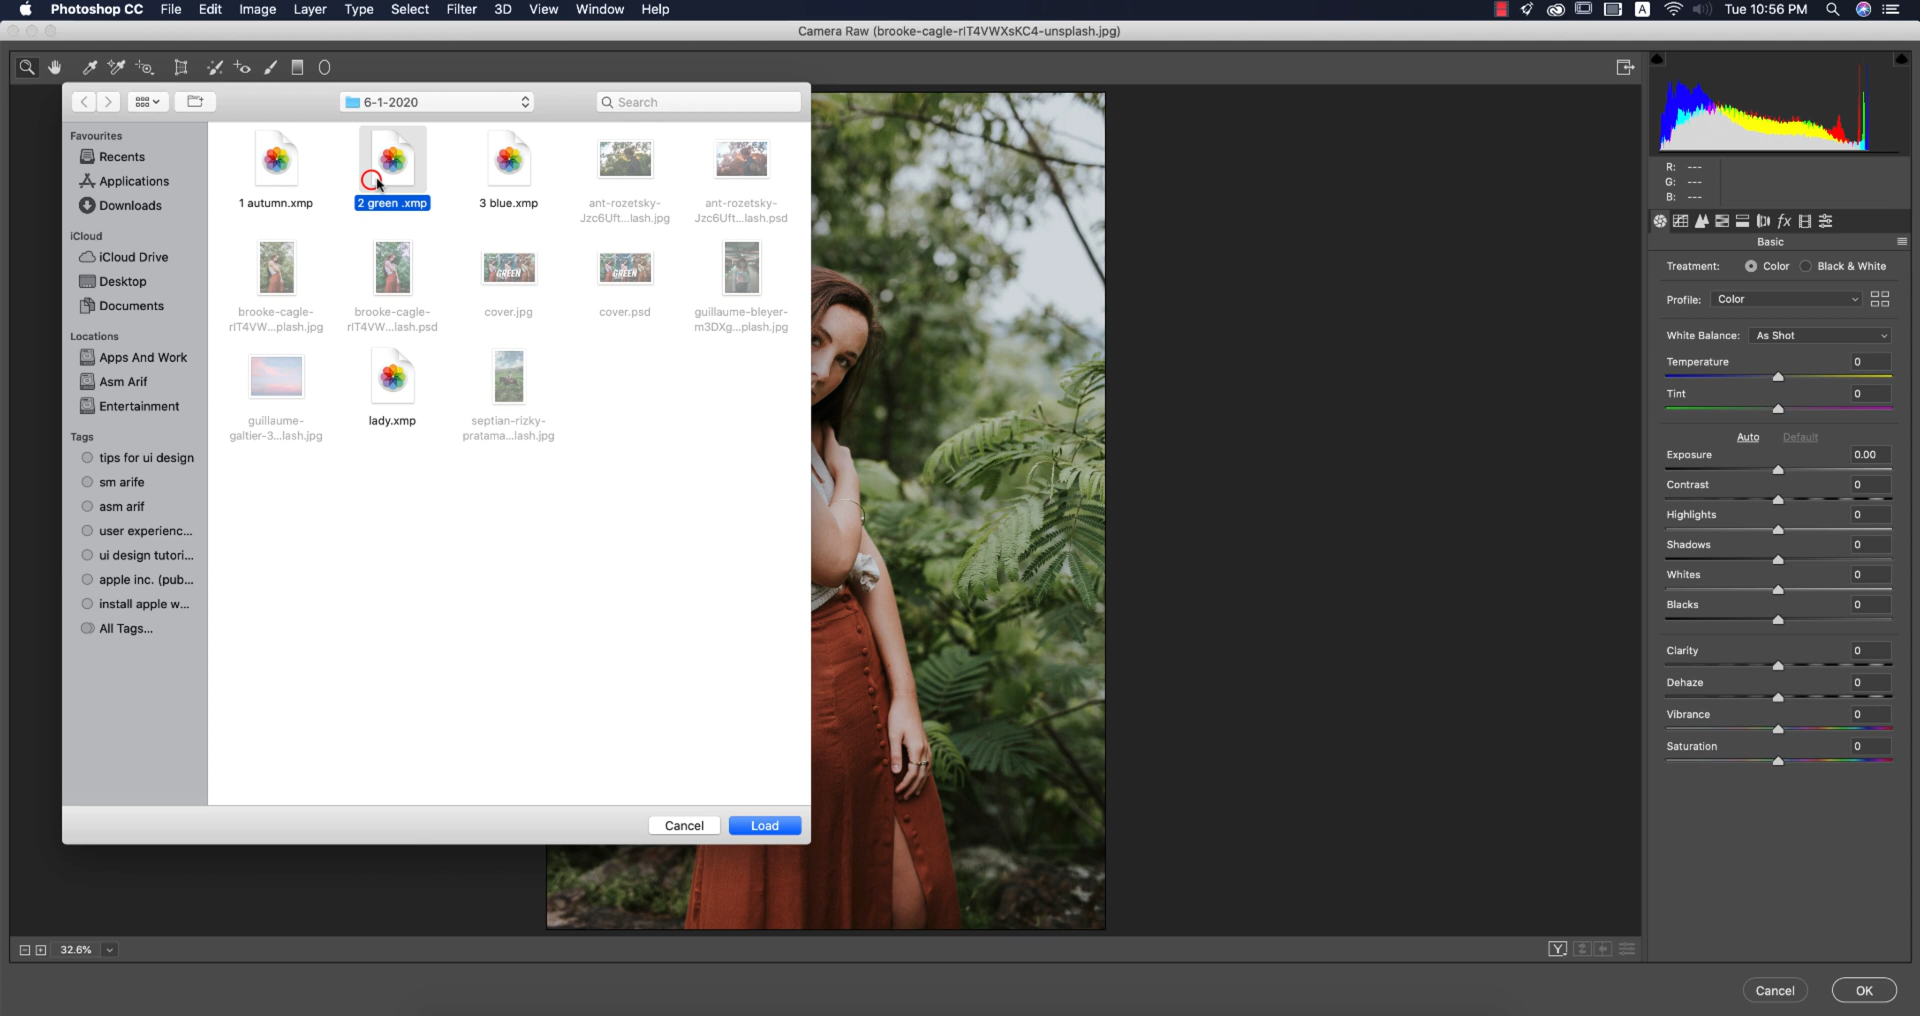 Photoshop CC File Edit Image Layer Type Select Filter 3D View Window Help A Tue 10:56 PM
Camera Raw (brooke-cagle-rIT4VWXsKC4-unsplash.jpg)
6-1-2020
Search
Favourites
Recents
Applications
Downloads
iCloud
iCloud Drive
Desktop
Documents
Locations
Apps And Work
Asm Arif
Entertainment
Tags
tips for ui design
sm arife
asm arif
user experienc...
ui design tutori...
apple inc. (pub...
install apple w...
All Tags...
1 autumn.xmp
2 green .xmp
3 blue.xmp
ant-rozetsky-
Jzc6Uft...lash.jpg
ant-rozetsky-
Jzc6Uft...lash.psd
brooke-cagle-
rIT4VW...plash.jpg
brooke-cagle-
rIT4VW...lash.psd
GREEN
cover.jpg
GREEN
cover.psd
guillaume-bleyer-
m3DXg...plash.jpg
guillaume-
galtier-3...lash.jpg
lady.xmp
septian-rizky-
pratama...lash.jpg
Cancel Load
32.6%
Y
R: ---
G: ---
B: ---
fx
Basic
Treatment: Color Black & White
Profile: Color
White Balance: As Shot
Temperature 0
Tint 0
Auto Default
Exposure 0.00
Contrast 0
Highlights 0
Shadows 0
Whites 0
Blacks 0
Clarity 0
Dehaze 0
Vibrance 0
Saturation 0
Cancel OK